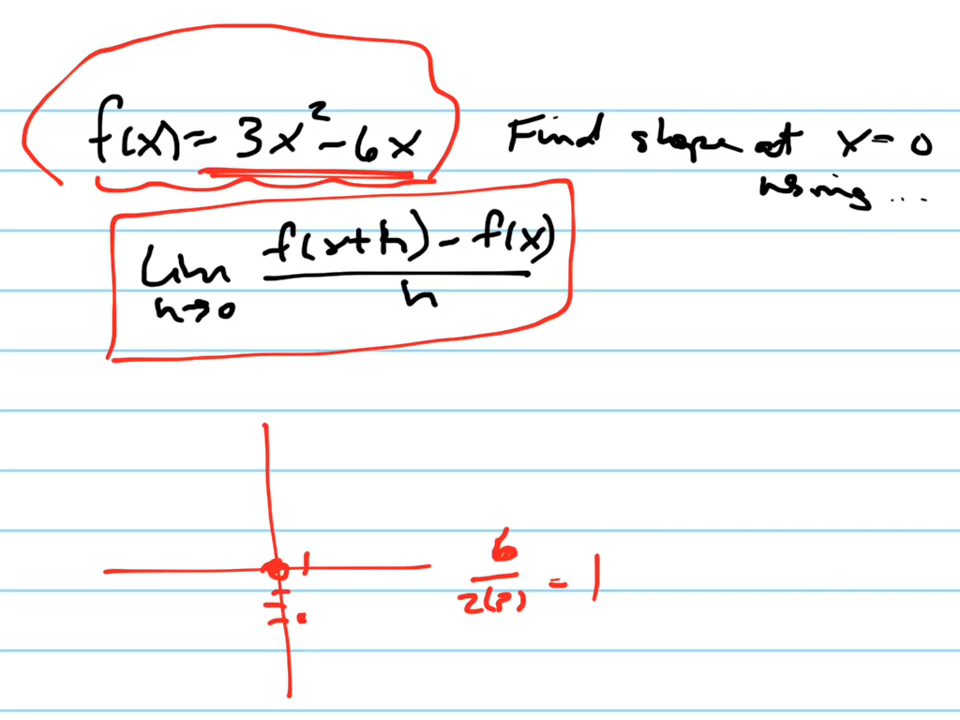 f(x) = 3x² - 6x
Find slope at x = 0
using ...
lim h→0 f(x+h) - f(x) / h
1
6 / 2(3) = 1